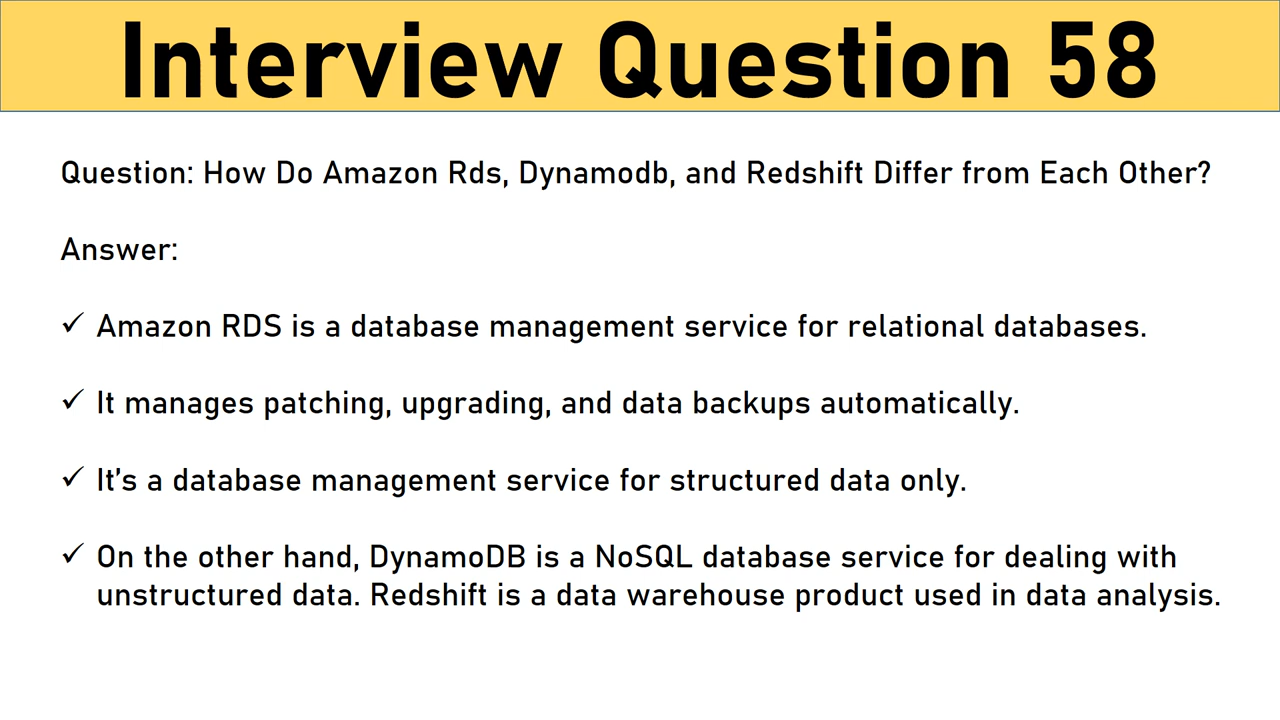 Interview Question 58
Question: How Do Amazon Rds, Dynamodb, and Redshift Differ from Each Other?
Answer:
✓ Amazon RDS is a database management service for relational databases.
✓ It manages patching, upgrading, and data backups automatically.
✓ It’s a database management service for structured data only.
✓ On the other hand, DynamoDB is a NoSQL database service for dealing with
unstructured data. Redshift is a data warehouse product used in data analysis.